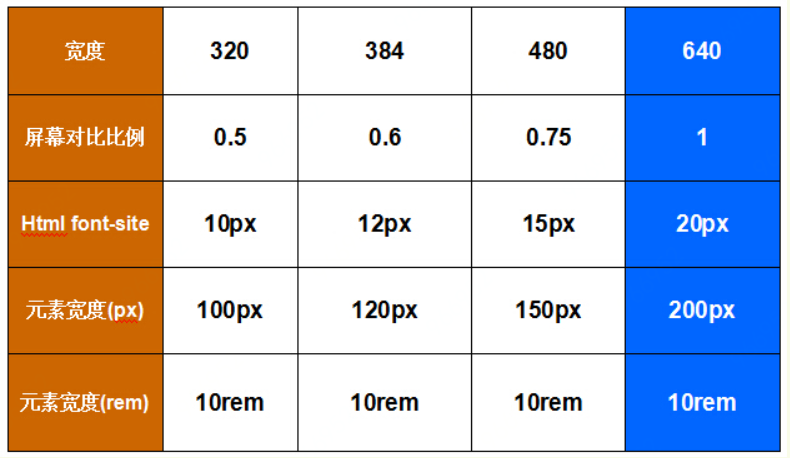 宽度 320 384 480 640
屏幕对比比例 0.5 0.6 0.75 1
Html font-site 10px 12px 15px 20px
元素宽度(px) 100px 120px 150px 200px
元素宽度(rem) 10rem 10rem 10rem 10rem